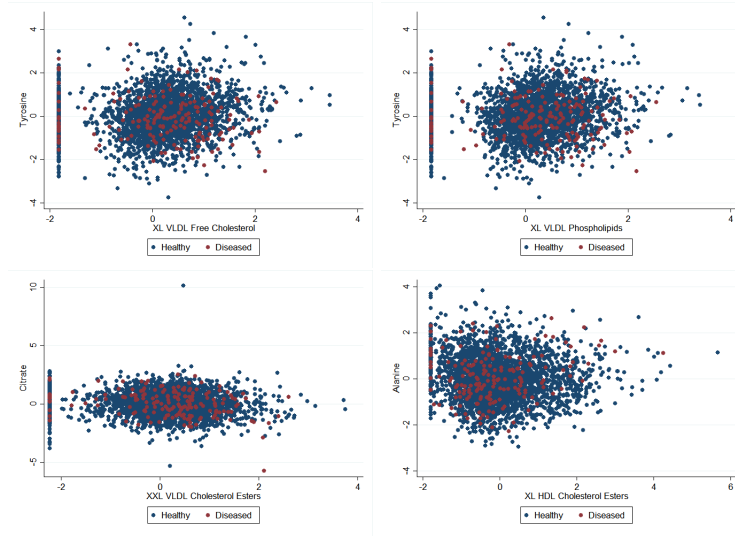 4
2
0
-2
-4
Tyrosine
-2 0 2 4
XL VLDL Free Cholesterol
Healthy Diseased
4
2
0
-2
-4
Tyrosine
-2 0 2 4
XL VLDL Phospholipids
Healthy Diseased
10
5
0
-5
Citrate
-2 0 2 4
XXL VLDL Cholesterol Esters
Healthy Diseased
4
2
0
-2
-4
Alanine
-2 0 2 4 6
XL HDL Cholesterol Esters
Healthy Diseased